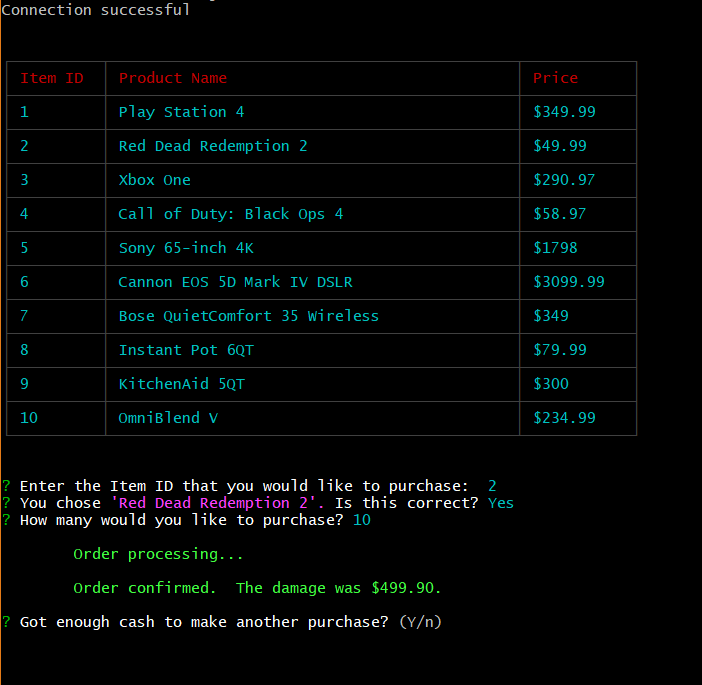 Connection successful
Item ID Product Name Price
1 Play Station 4 $349.99
2 Red Dead Redemption 2 $49.99
3 Xbox One $290.97
4 Call of Duty: Black Ops 4 $58.97
5 Sony 65-inch 4K $1798
6 Cannon EOS 5D Mark IV DSLR $3099.99
7 Bose QuietComfort 35 Wireless $349
8 Instant Pot 6QT $79.99
9 KitchenAid 5QT $300
10 OmniBlend V $234.99
? Enter the Item ID that you would like to purchase: 2
? You chose 'Red Dead Redemption 2'. Is this correct? Yes
? How many would you like to purchase? 10
Order processing...
Order confirmed. The damage was $499.90.
? Got enough cash to make another purchase? (Y/n)